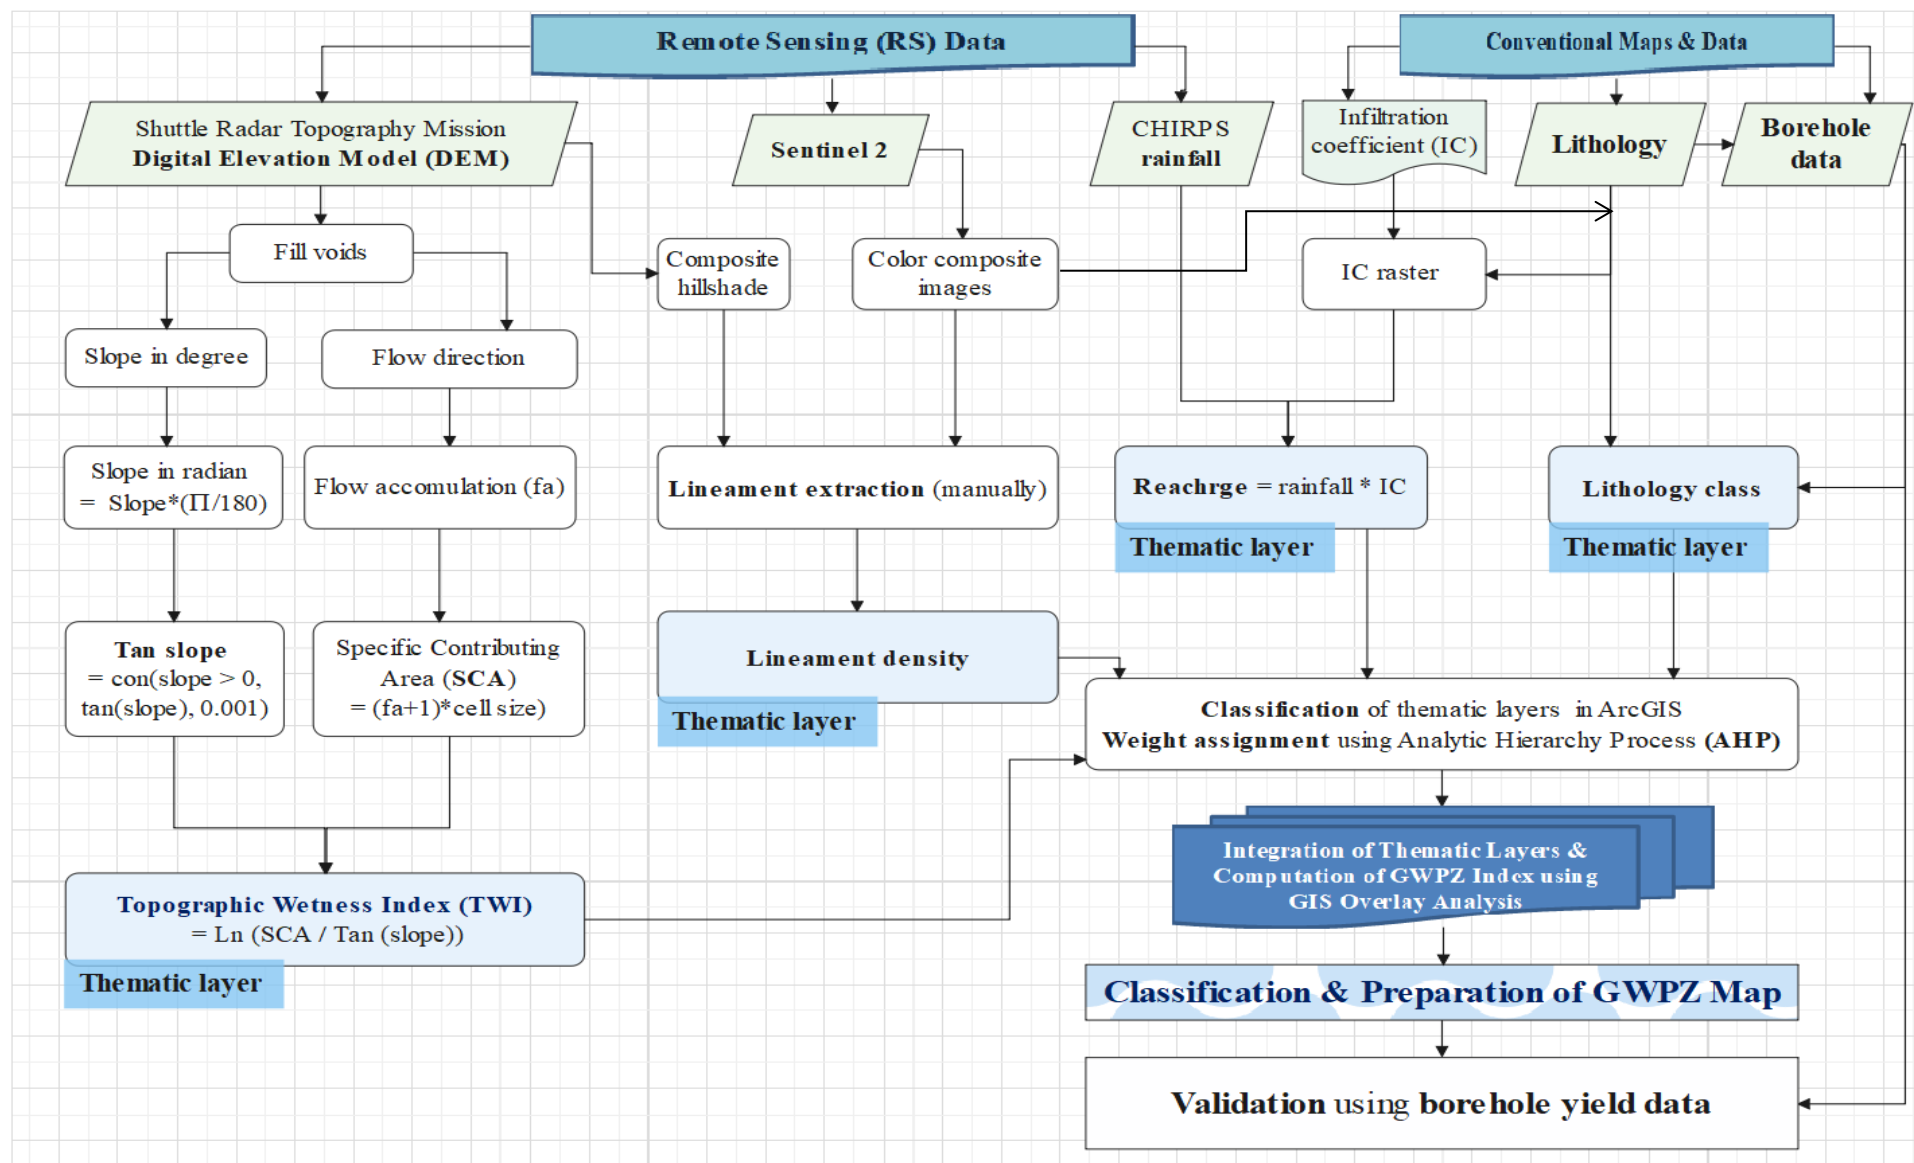 Remote Sensing (RS) Data
Conventional Maps & Data
Shuttle Radar Topography Mission
Digital Elevation Model (DEM)
Sentinel 2
CHIRPS
rainfall
Infiltration
coefficient (IC)
Lithology
Borehole
data
Fill voids
Composite
hillshade
Color composite
images
IC raster
Slope in degree
Flow direction
Slope in radian
= Slope*(Π/180)
Flow accomulation (fa)
Lineament extraction (manually)
Reachrge = rainfall * IC
Thematic layer
Lithology class
Thematic layer
Tan slope
= con(slope > 0,
tan(slope), 0.001)
Specific Contributing
Area (SCA)
= (fa+1)*cell size)
Lineament density
Thematic layer
Classification of thematic layers in ArcGIS
Weight assignment using Analytic Hierarchy Process (AHP)
Integration of Thematic Layers &
Computation of GWPZ Index using
GIS Overlay Analysis
Topographic Wetness Index (TWI)
= Ln (SCA / Tan (slope))
Thematic layer
Classification & Preparation of GWPZ Map
Validation using borehole yield data